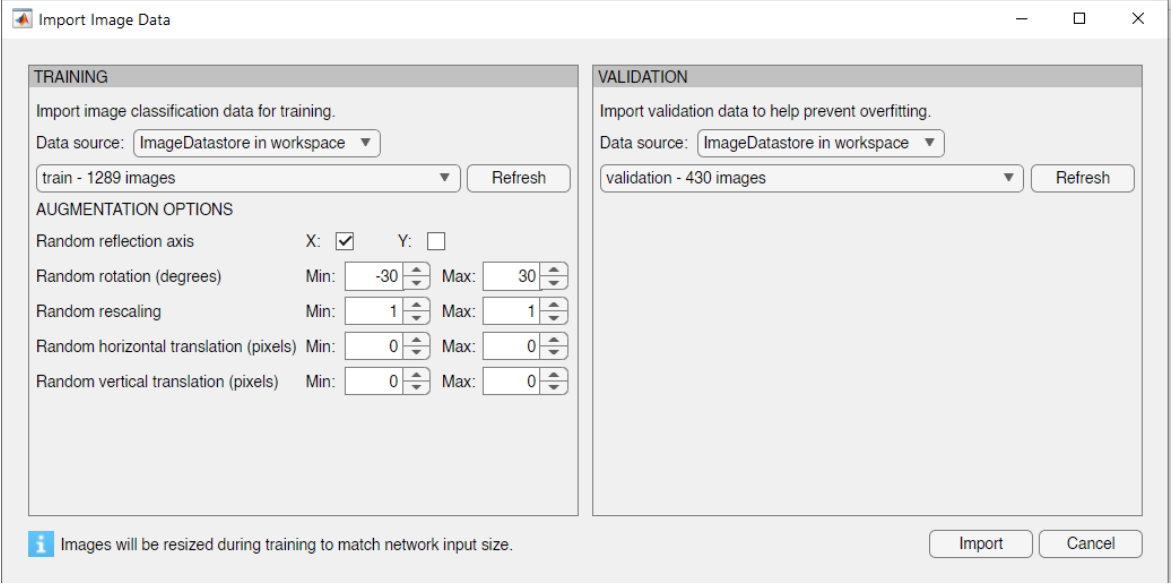 Import Image Data
TRAINING
Import image classification data for training.
Data source: ImageDatastore in workspace
train - 1289 images Refresh
AUGMENTATION OPTIONS
Random reflection axis X: Y:
Random rotation (degrees) Min: -30 Max: 30
Random rescaling Min: 1 Max: 1
Random horizontal translation (pixels) Min: 0 Max: 0
Random vertical translation (pixels) Min: 0 Max: 0
VALIDATION
Import validation data to help prevent overfitting.
Data source: ImageDatastore in workspace
validation - 430 images Refresh
Images will be resized during training to match network input size.
Import Cancel